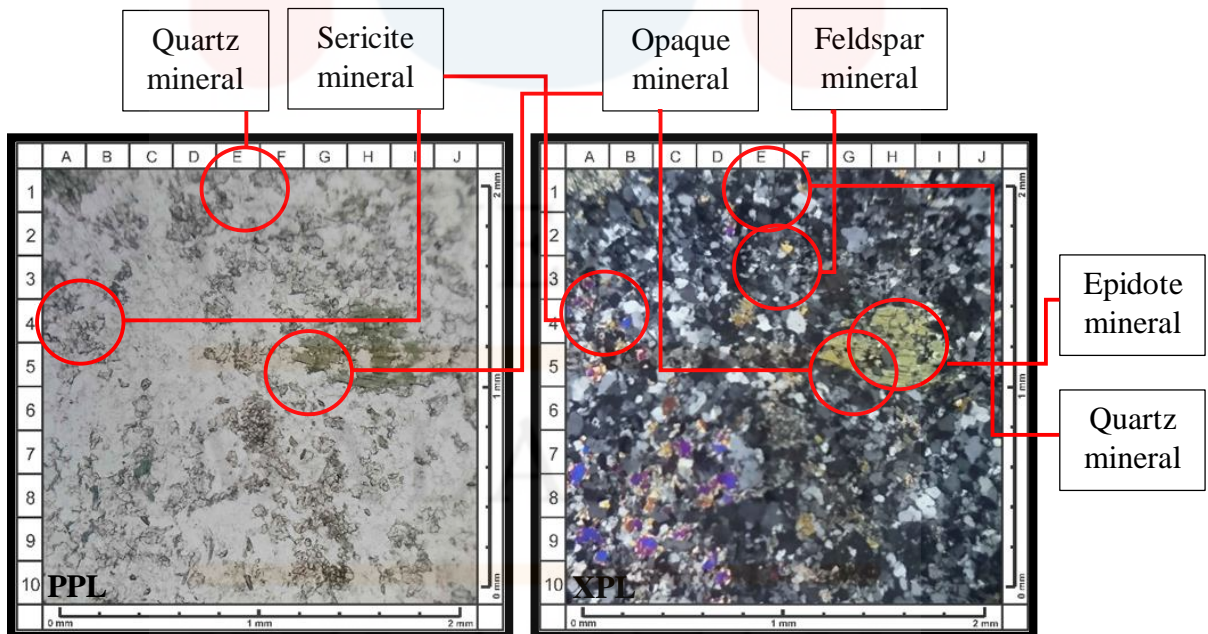 Quartz
mineral
Sericite
mineral
Opaque
mineral
Feldspar
mineral
A B C D E F G H I J
1
2
3
4
5
6
7
8
9
10
PPL
2 mm
1 mm
0 mm
0 mm 1 mm 2 mm
A B C D E F G H I J
1
2
3
4
5
6
7
8
9
10
XPL
2 mm
1 mm
0 mm
0 mm 1 mm 2 mm
Epidote
mineral
Quartz
mineral